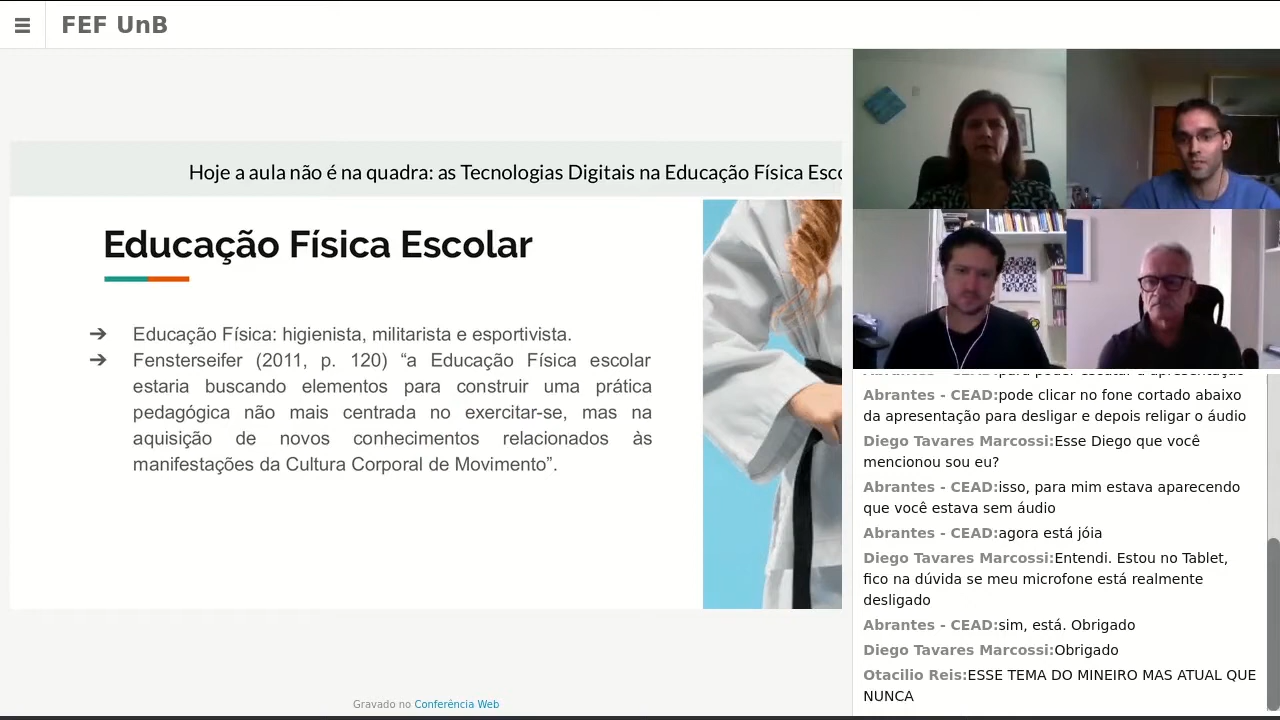 FEF UnB
Hoje a aula não é na quadra: as Tecnologias Digitais na Educação Física Esco
Educação Física Escolar
➔ Educação Física: higienista, militarista e esportivista.
➔ Fensterseifer (2011, p. 120) “a Educação Física escolar
estaria buscando elementos para construir uma prática
pedagógica não mais centrada no exercitar-se, mas na
aquisição de novos conhecimentos relacionados às
manifestações da Cultura Corporal de Movimento”.
Gravado no Conferência Web
Abrantes - CEAD:para poder escutar a apresentação
Abrantes - CEAD:pode clicar no fone cortado abaixo
da apresentação para desligar e depois religar o áudio
Diego Tavares Marcossi:Esse Diego que você
mencionou sou eu?
Abrantes - CEAD:isso, para mim estava aparecendo
que você estava sem áudio
Abrantes - CEAD:agora está jóia
Diego Tavares Marcossi:Entendi. Estou no Tablet,
fico na dúvida se meu microfone está realmente
desligado
Abrantes - CEAD:sim, está. Obrigado
Diego Tavares Marcossi:Obrigado
Otacilio Reis:ESSE TEMA DO MINEIRO MAS ATUAL QUE
NUNCA